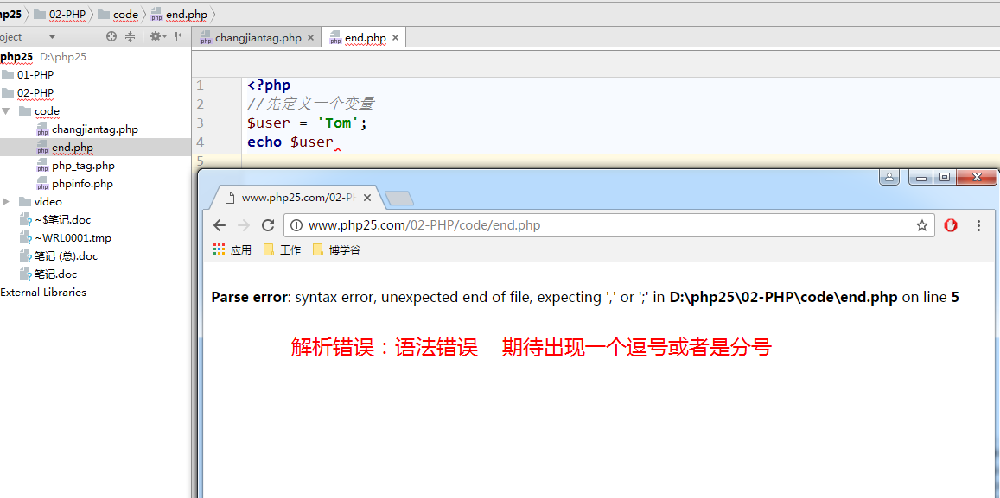 hp25 02-PHP code end.php
oject
changjiantag.php end.php
php25 D:\php25
01-PHP
02-PHP
code
changjiantag.php
end.php
php_tag.php
phpinfo.php
video
~$笔记.doc
~WRL0001.tmp
笔记 (总).doc
笔记.doc
External Libraries
1 <?php
2 //先定义一个变量
3 $user = 'Tom';
4 echo $user
5
www.php25.com/02-PH
www.php25.com/02-PHP/code/end.php
应用 工作 博学谷
Parse error: syntax error, unexpected end of file, expecting ',' or ';' in D:\php25\02-PHP\code\end.php on line 5
解析错误：语法错误 期待出现一个逗号或者是分号